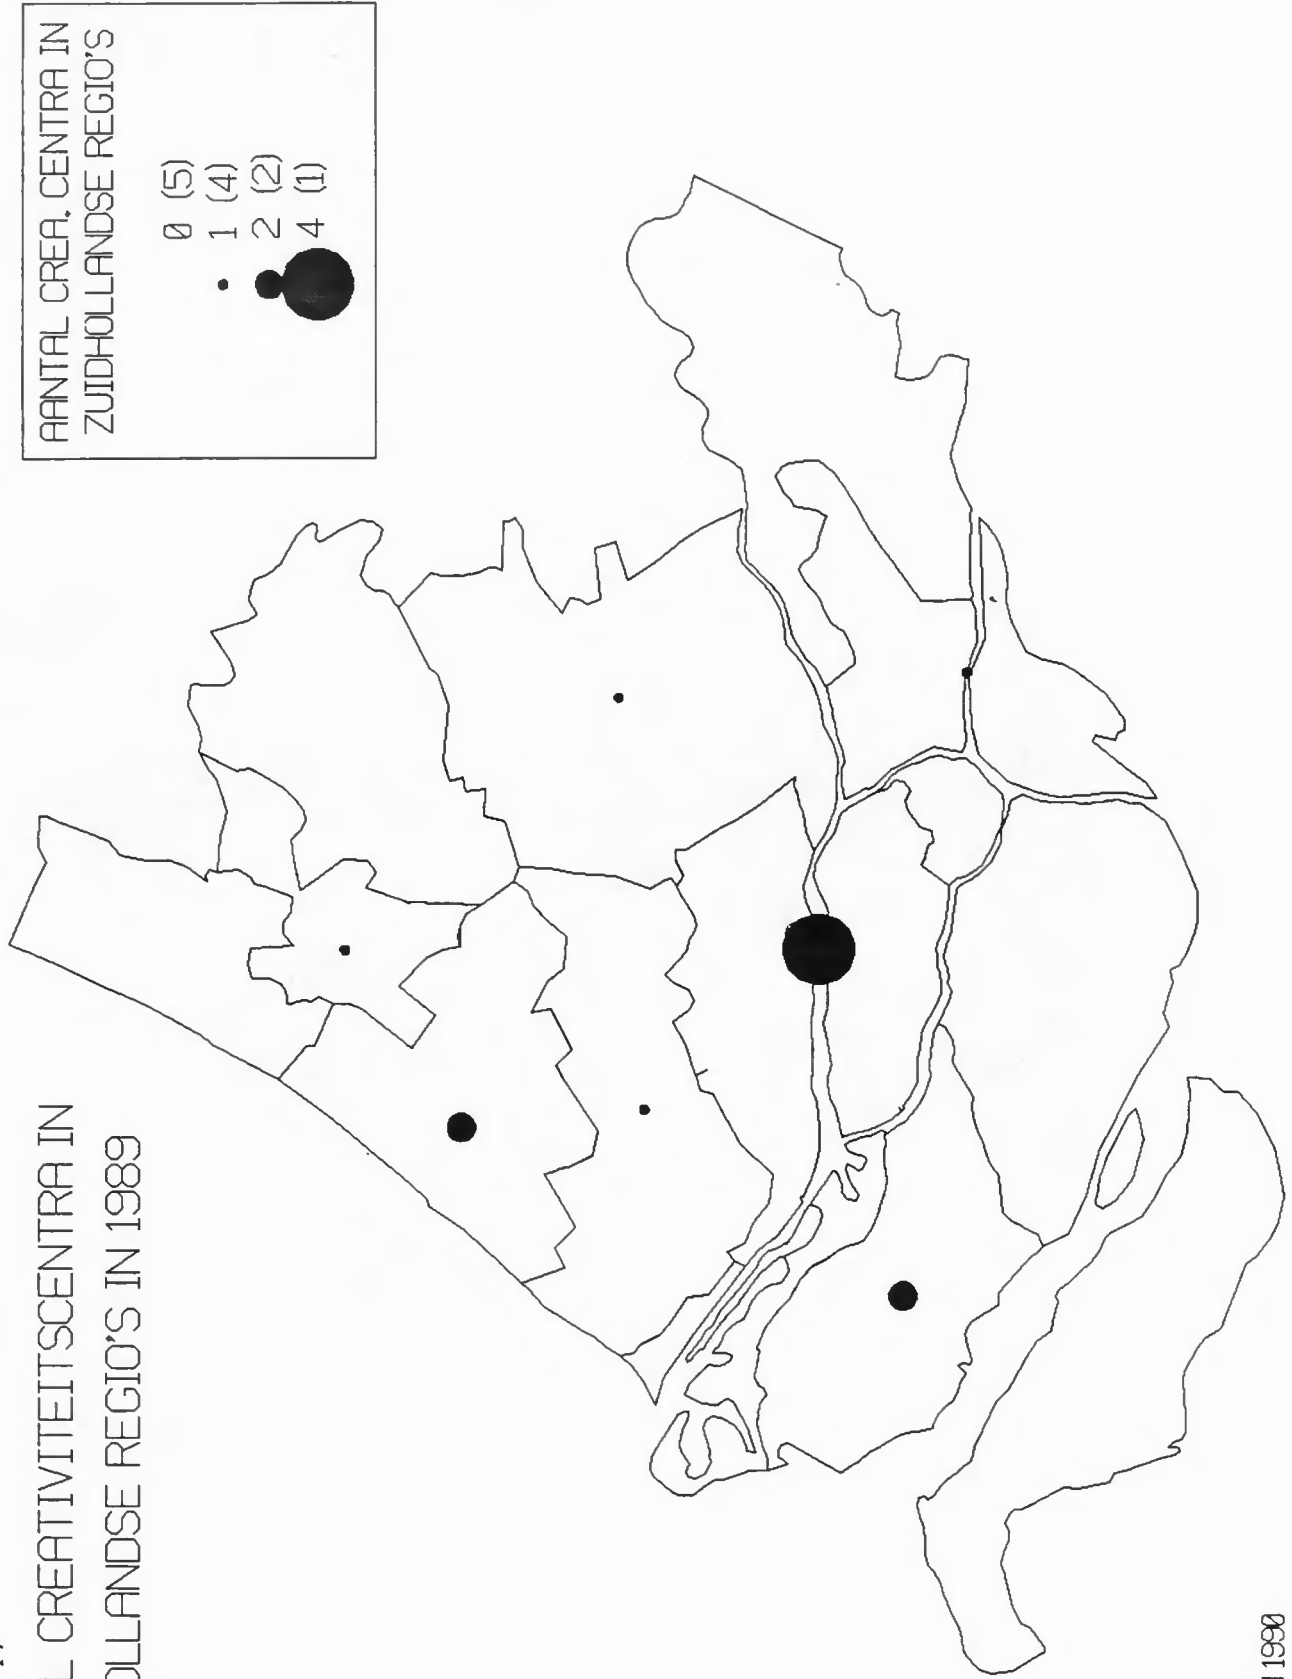 L CREATIVITEITSCENTRA IN
OLLANDSE REGIO'S IN 1989
AANTAL CREA. CENTRA IN
ZUIDHOLLANDSE REGIO'S
0 (5)
1 (4)
2 (2)
4 (1)
1990